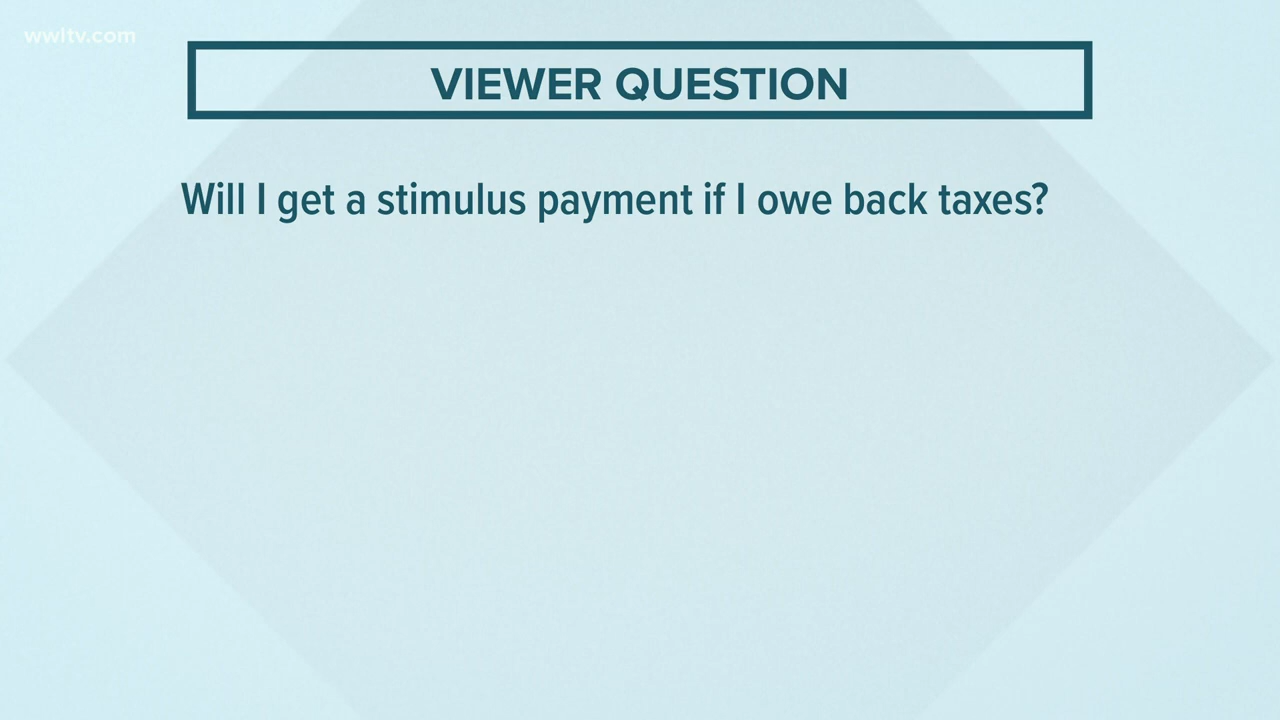 wwltv.com
VIEWER QUESTION
Will I get a stimulus payment if I owe back taxes?